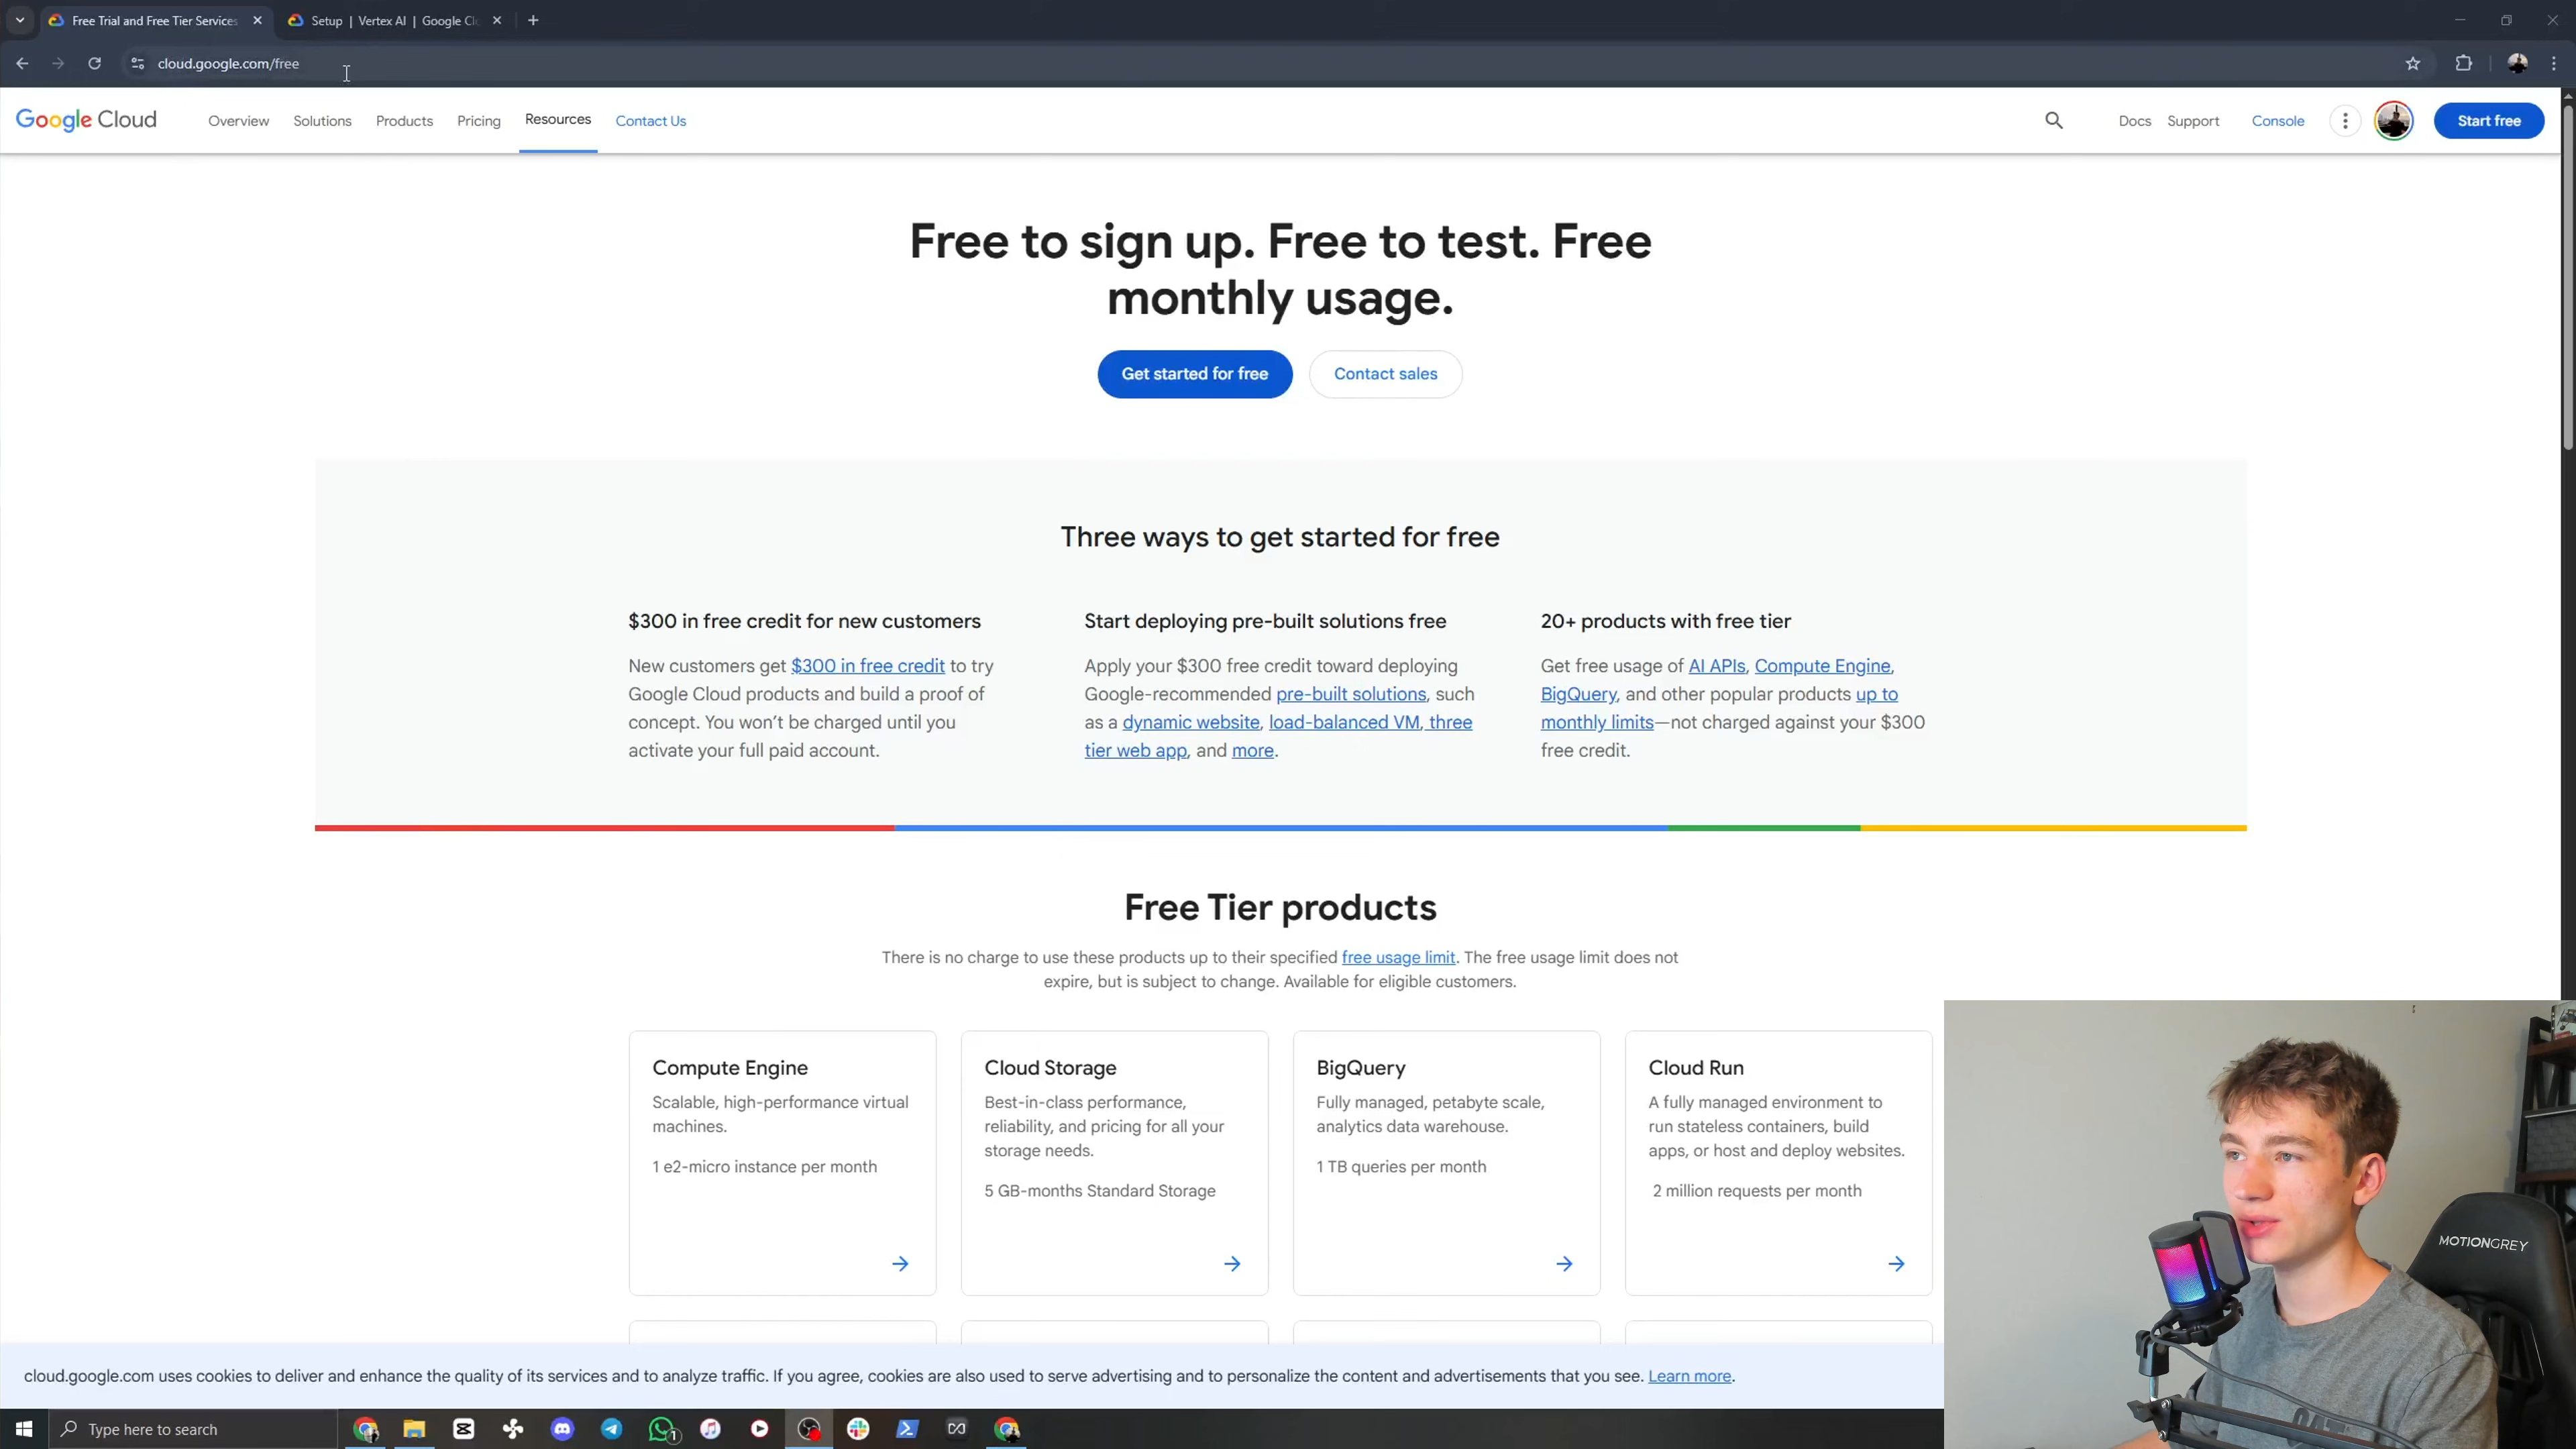 Free Trial and Free Tier Services
Setup | Vertex AI | Google Cl
cloud.google.com/free
Google Cloud
Overview
Solutions
Products
Pricing
Resources
Contact Us
Docs
Support
Console
Start free
Free to sign up. Free to test. Free
monthly usage.
Get started for free
Contact sales
Three ways to get started for free
$300 in free credit for new customers
New customers get $300 in free credit to try
Google Cloud products and build a proof of
concept. You won’t be charged until you
activate your full paid account.
Start deploying pre-built solutions free
Apply your $300 free credit toward deploying
Google-recommended pre-built solutions, such
as a dynamic website, load-balanced VM, three
tier web app, and more.
20+ products with free tier
Get free usage of AI APIs, Compute Engine,
BigQuery, and other popular products up to
monthly limits—not charged against your $300
free credit.
Free Tier products
There is no charge to use these products up to their specified free usage limit. The free usage limit does not
expire, but is subject to change. Available for eligible customers.
Compute Engine
Scalable, high-performance virtual
machines.
1 e2-micro instance per month
Cloud Storage
Best-in-class performance,
reliability, and pricing for all your
storage needs.
5 GB-months Standard Storage
BigQuery
Fully managed, petabyte scale,
analytics data warehouse.
1 TB queries per month
Cloud Run
A fully managed environment to
run stateless containers, build
apps, or host and deploy websites.
2 million requests per month
MOTIONGREY
cloud.google.com uses cookies to deliver and enhance the quality of its services and to analyze traffic. If you agree, cookies are also used to serve advertising and to personalize the content and advertisements that you see. Learn more.
Type here to search
1